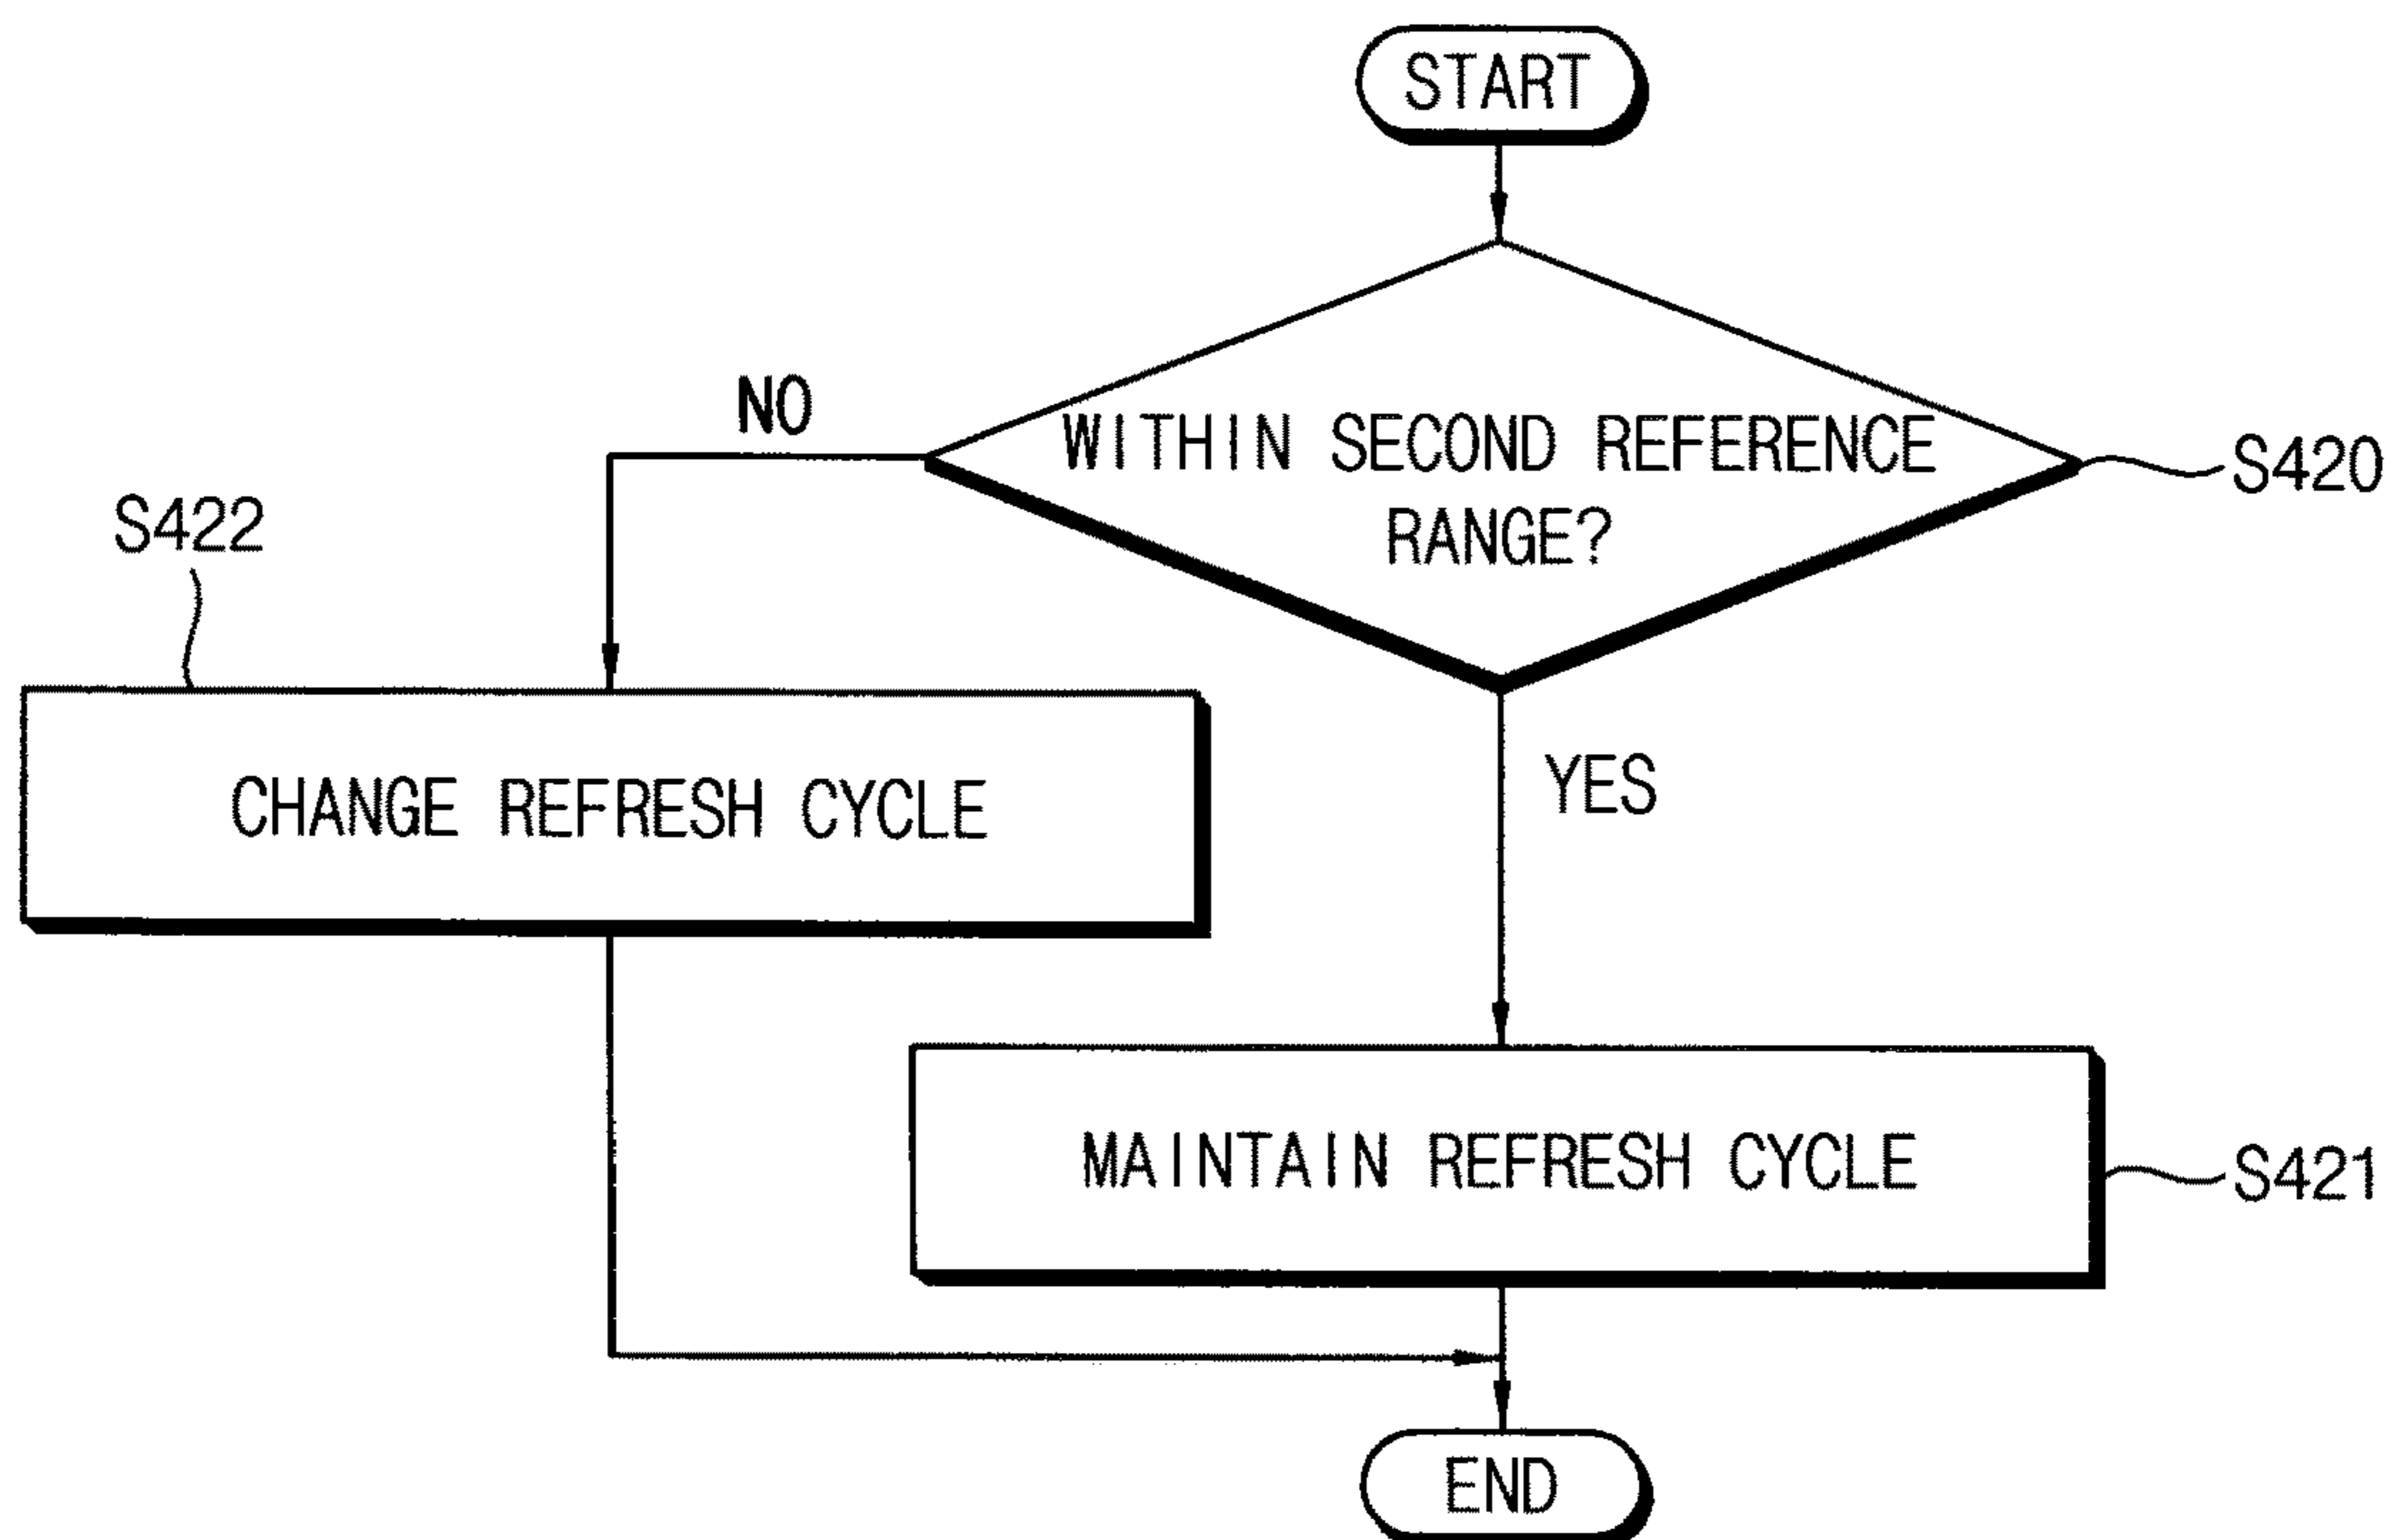 START
NO
WITHIN SECOND REFERENCE
RANGE?
S420
S422
CHANGE REFRESH CYCLE
YES
MAINTAIN REFRESH CYCLE
S421
END